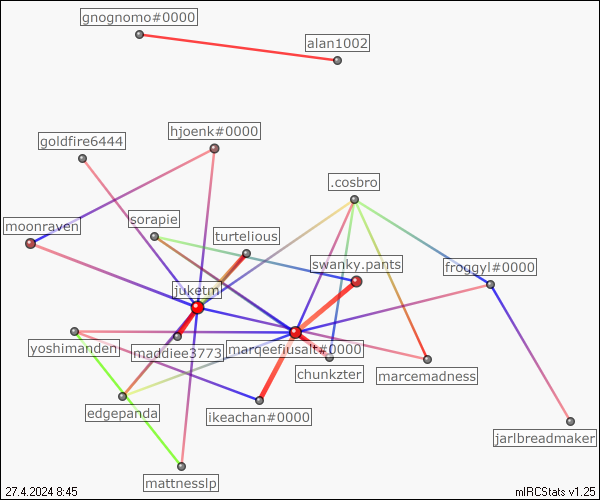 gnognomo#0000
alan1002
hjoenk#0000
goldfire6444
.cosbro
sorapie
moonraven
turtelious
swanky.pants
froggyl#0000
juketm
yoshimanden
maddiee3773
marqeefiusalt#0000
chunkzter
marcemadness
edgepanda
ikeachan#0000
jarlbreadmaker
mattnesslp
27.4.2024 8:45
mIRCStats v1.25